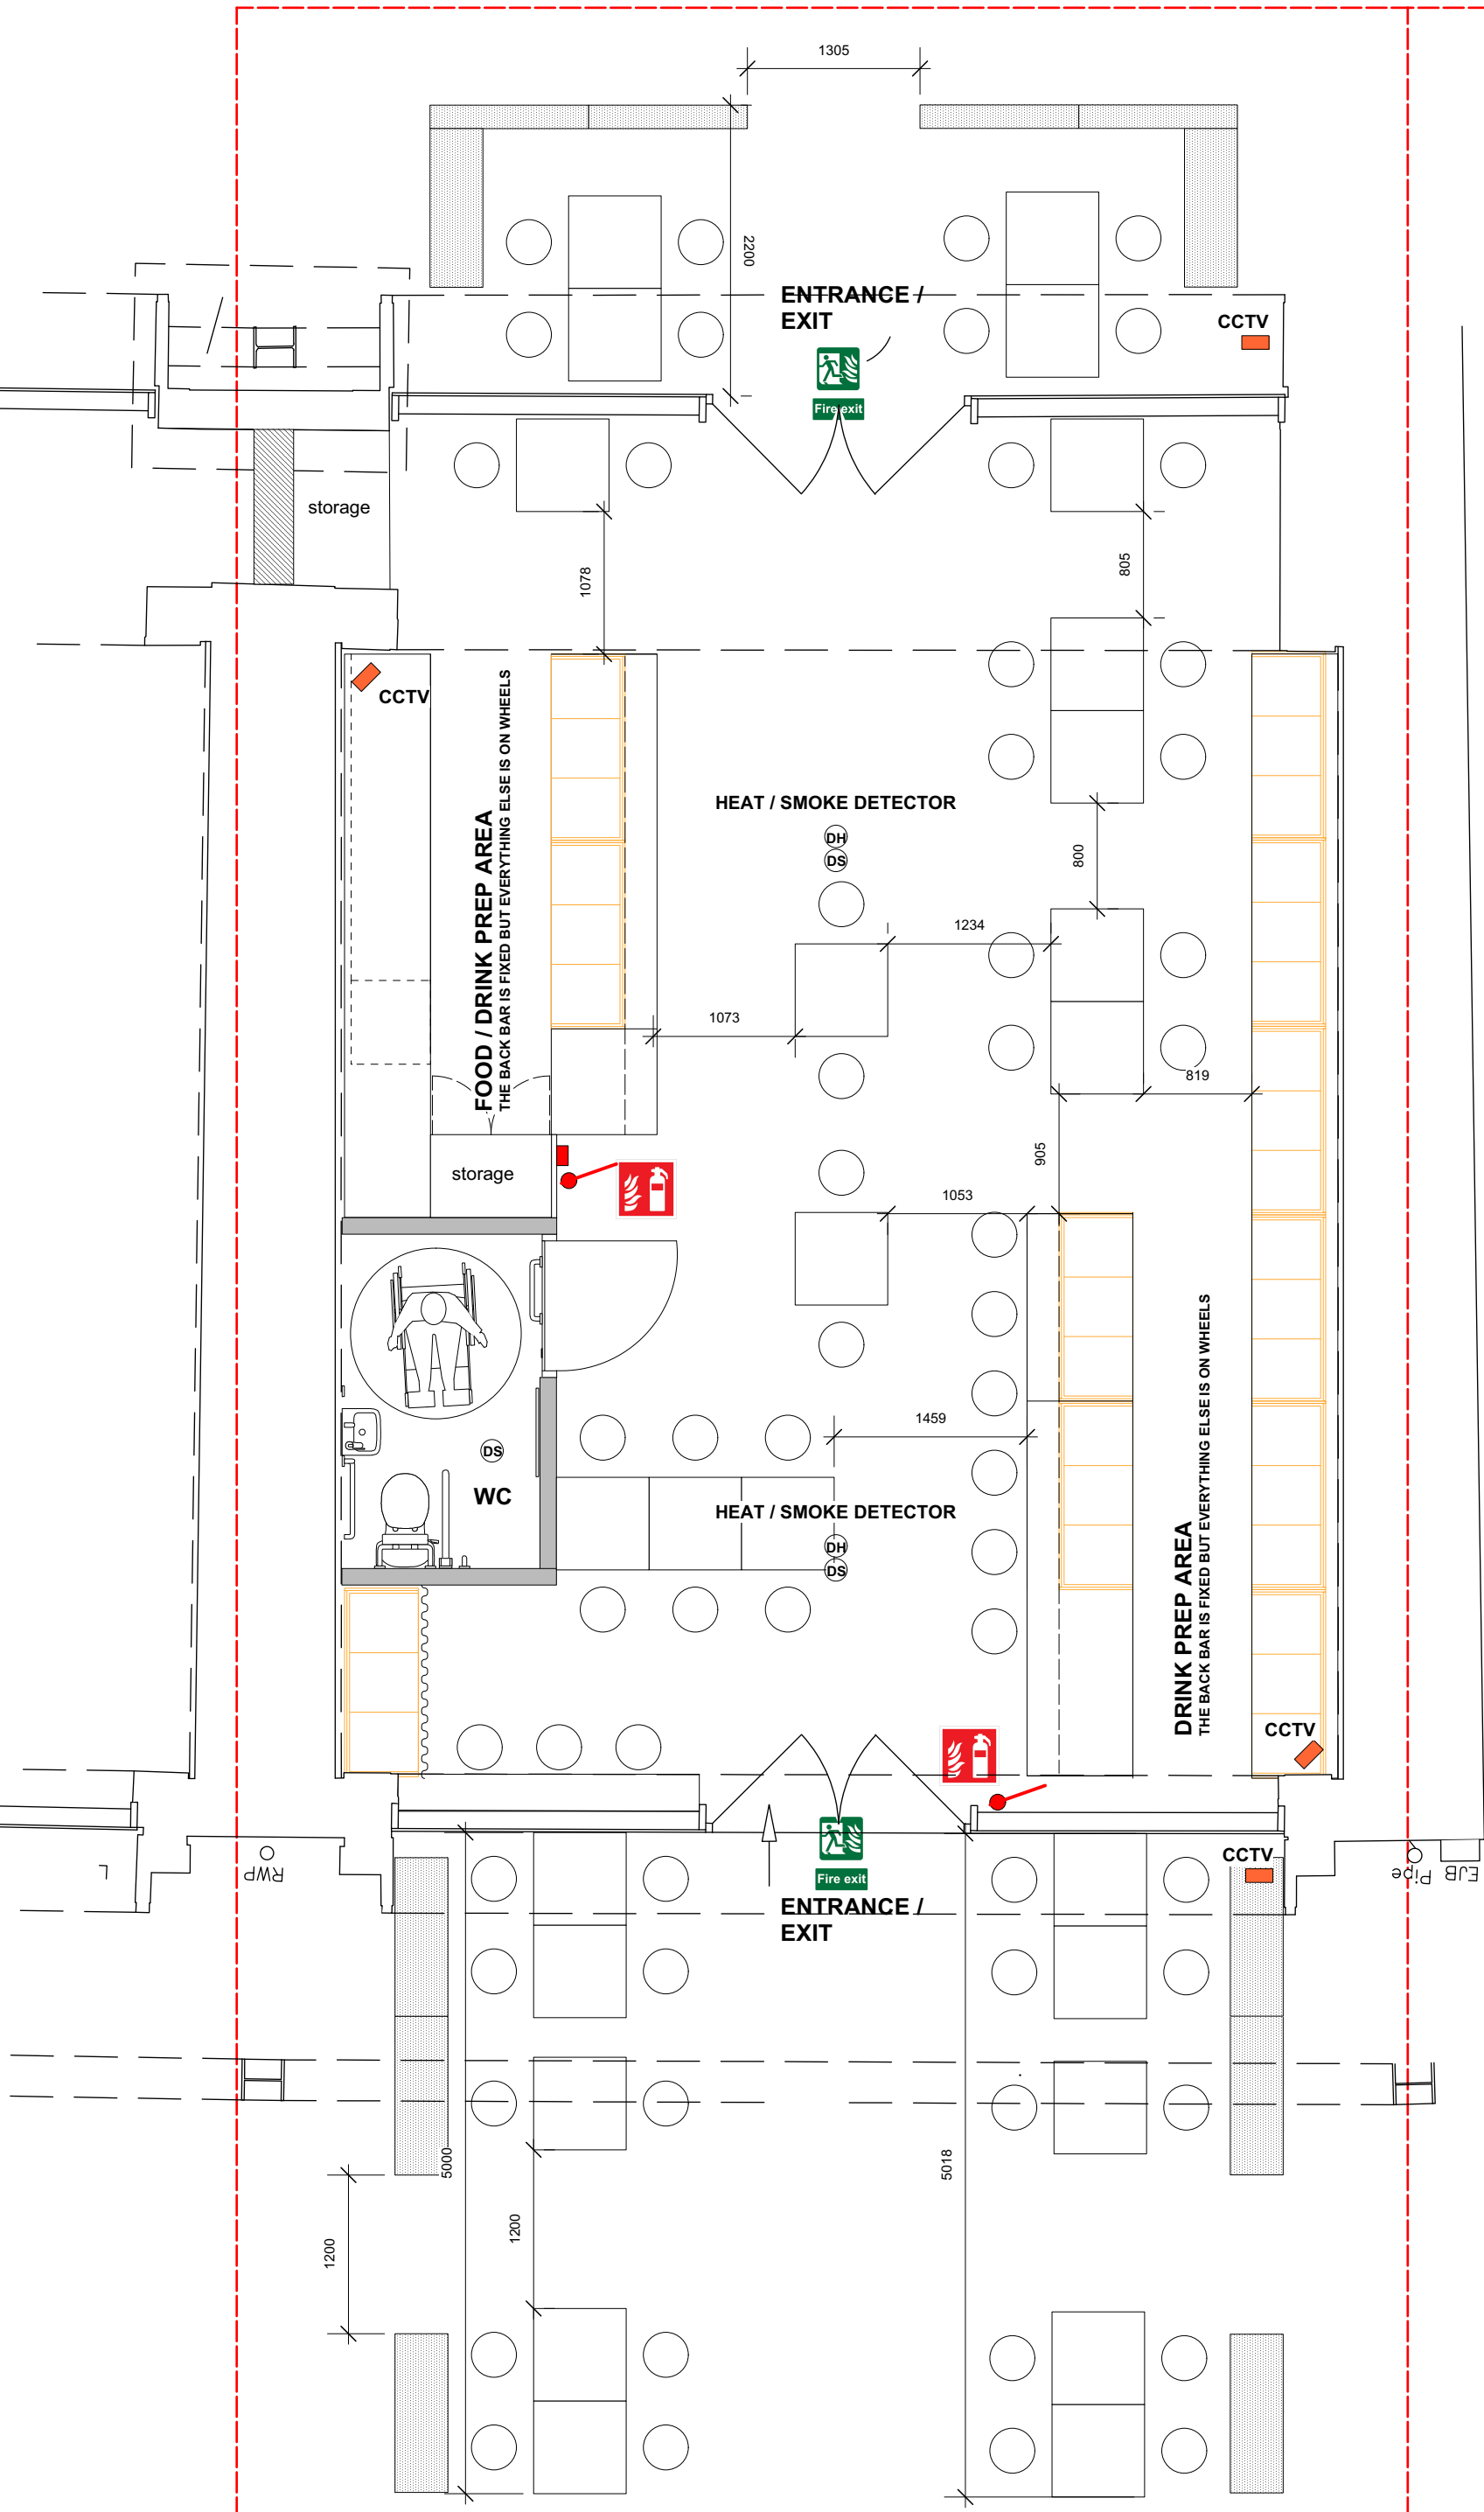 1305
2200
ENTRANCE /
EXIT
CCTV
Fire exit
storage
1078
805
CCTV
FOOD / DRINK PREP AREA
THE BACK BAR IS FIXED BUT EVERYTHING ELSE IS ON WHEELS
HEAT / SMOKE DETECTOR
DH
DS
800
1234
1073
819
905
storage
1053
1459
DS
WC
HEAT / SMOKE DETECTOR
DH
DS
DRINK PREP AREA
THE BACK BAR IS FIXED BUT EVERYTHING ELSE IS ON WHEELS
CCTV
Fire exit
CCTV
ENTRANCE /
EXIT
L
RWP
Pipe
EJB
5000
5018
1200
1200